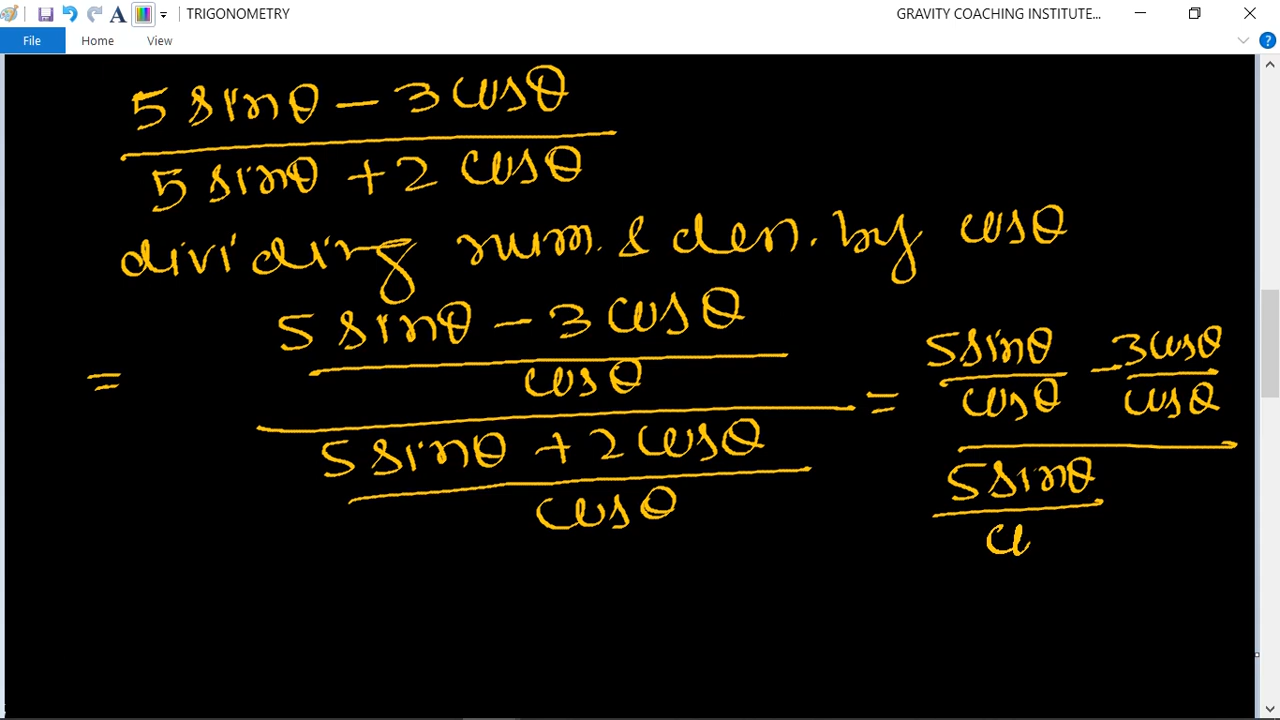 TRIGONOMETRY
GRAVITY COACHING INSTITUTE...
File Home View
5 sinθ − 3 cosθ
5 sinθ + 2 cosθ
dividing num. & den. by cosθ
= 5 sinθ − 3 cosθ
cosθ
5 sinθ + 2 cosθ
cosθ
= 5 sinθ − 3 cosθ
cosθ cosθ
5 sinθ
co